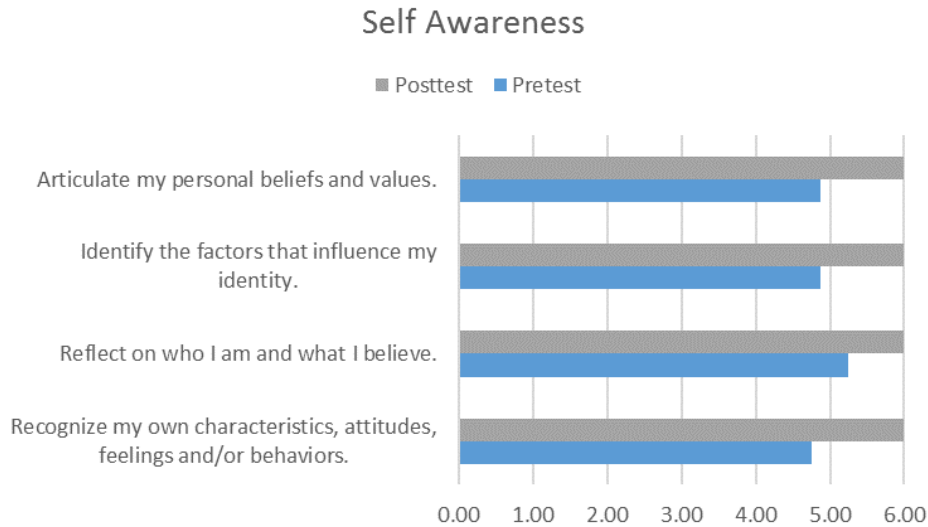 Self Awareness
Posttest Pretest
Articulate my personal beliefs and values.
Identify the factors that influence my
identity.
Reflect on who I am and what I believe.
Recognize my own characteristics, attitudes,
feelings and/or behaviors.
0.00 1.00 2.00 3.00 4.00 5.00 6.00